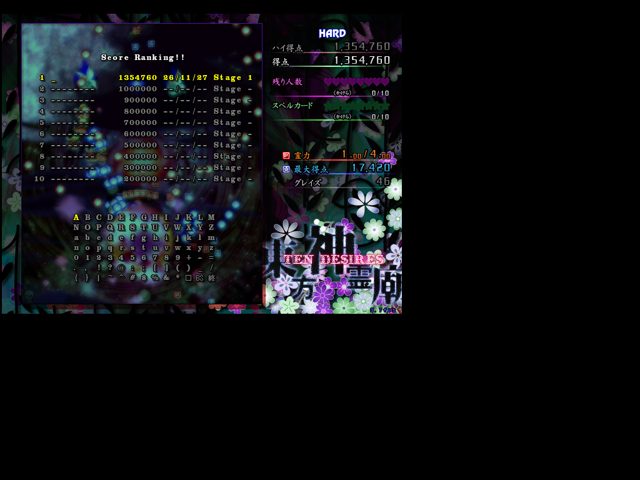 Score Ranking!!
1 _ 1354760 26/11/27 Stage 1
2 -------- 1000000 --/--/-- Stage -
3 -------- 900000 --/--/-- Stage -
4 -------- 800000 --/--/-- Stage -
5 -------- 700000 --/--/-- Stage -
6 -------- 600000 --/--/-- Stage -
7 -------- 500000 --/--/-- Stage -
8 -------- 400000 --/--/-- Stage -
9 -------- 300000 --/--/-- Stage -
10 -------- 200000 --/--/-- Stage -
A B C D E F G H I J K L M
N O P Q R S T U V W X Y Z
a b c d e f g h i j k l m
n o p q r s t u v w x y z
0 1 2 3 4 5 6 7 8 9 + - =
HARD
ハイ得点 1,354,760
得点 1,354,760
残り人数
0/10
スペルカード
0/10
霊力 1.00/4.00
最大得点 17,420
グレイズ 46
東方神霊廟
TEN DESIRES